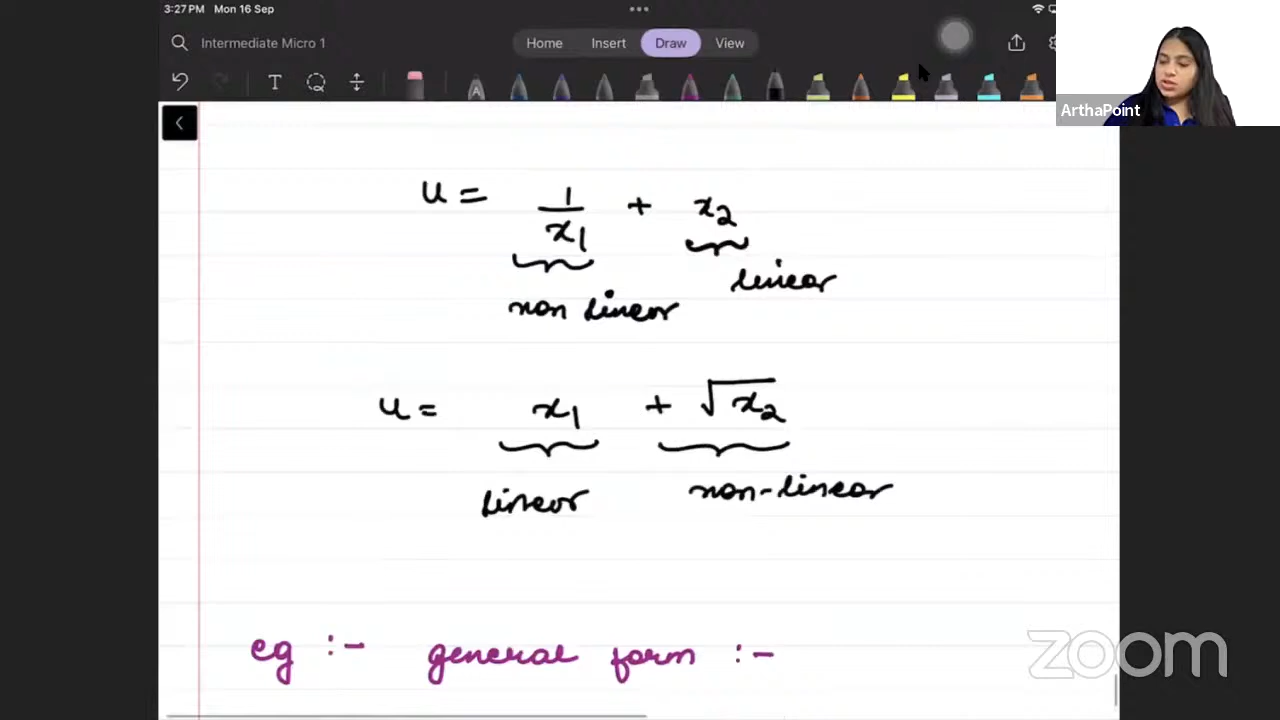 3:27 PM Mon 16 Sep
Intermediate Micro 1
Home Insert Draw View
T
A
ArthaPoint
u = 1/x₁ + x₂
non linear
linear
u = x₁ + √x₂
linear
non-linear
eg :- general form :-
zoom